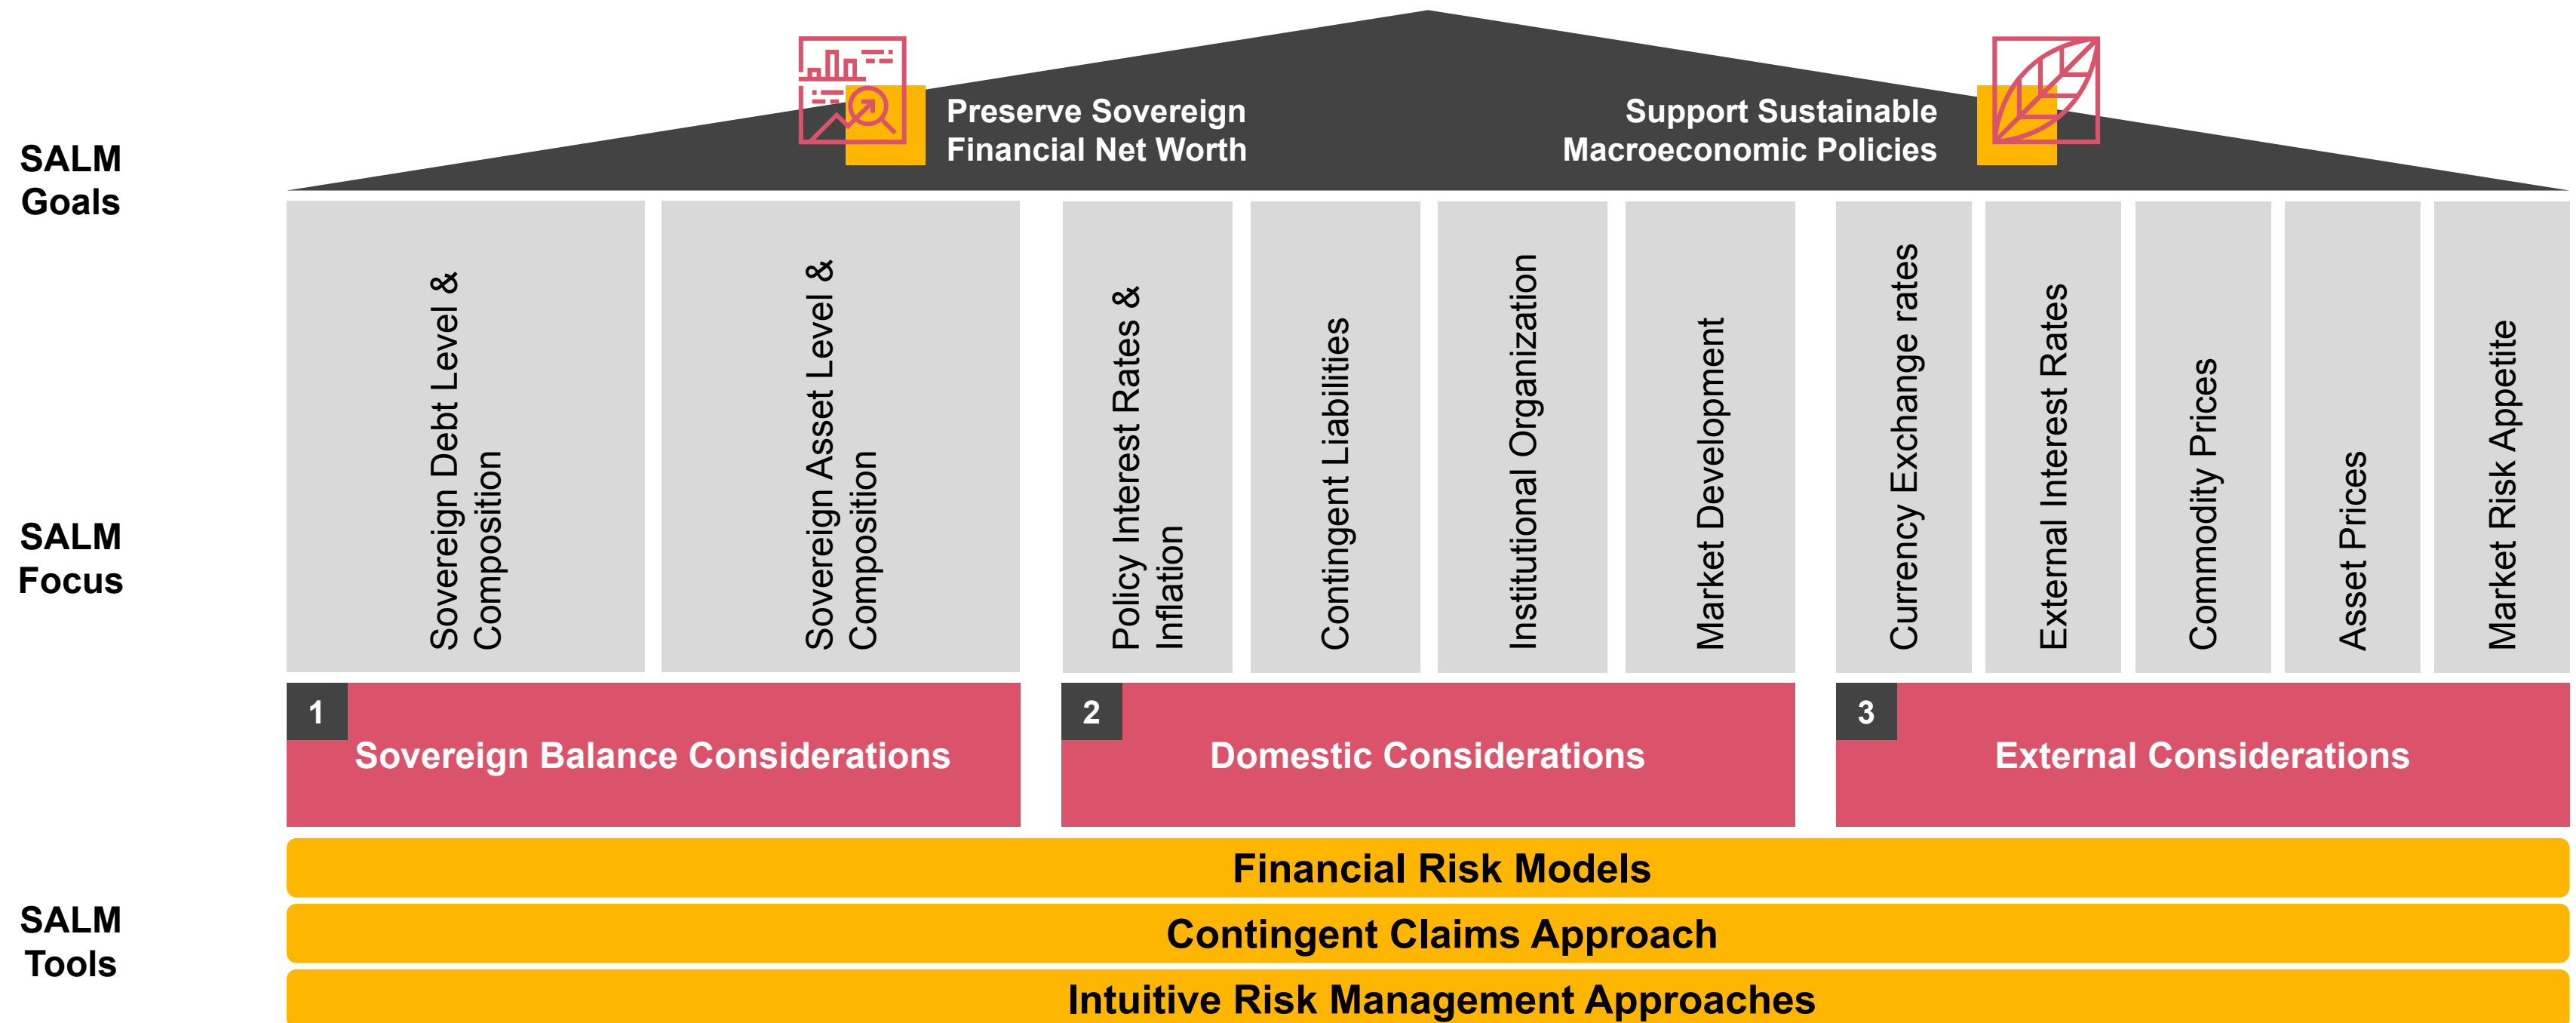 SALM
Goals
Preserve Sovereign
Financial Net Worth
Support Sustainable
Macroeconomic Policies
SALM
Focus
Sovereign Debt Level &
Composition
Sovereign Asset Level &
Composition
Policy Interest Rates &
Inflation
Contingent Liabilities
Institutional Organization
Market Development
Currency Exchange rates
External Interest Rates
Commodity Prices
Asset Prices
Market Risk Appetite
1
Sovereign Balance Considerations
2
Domestic Considerations
3
External Considerations
SALM
Tools
Financial Risk Models
Contingent Claims Approach
Intuitive Risk Management Approaches